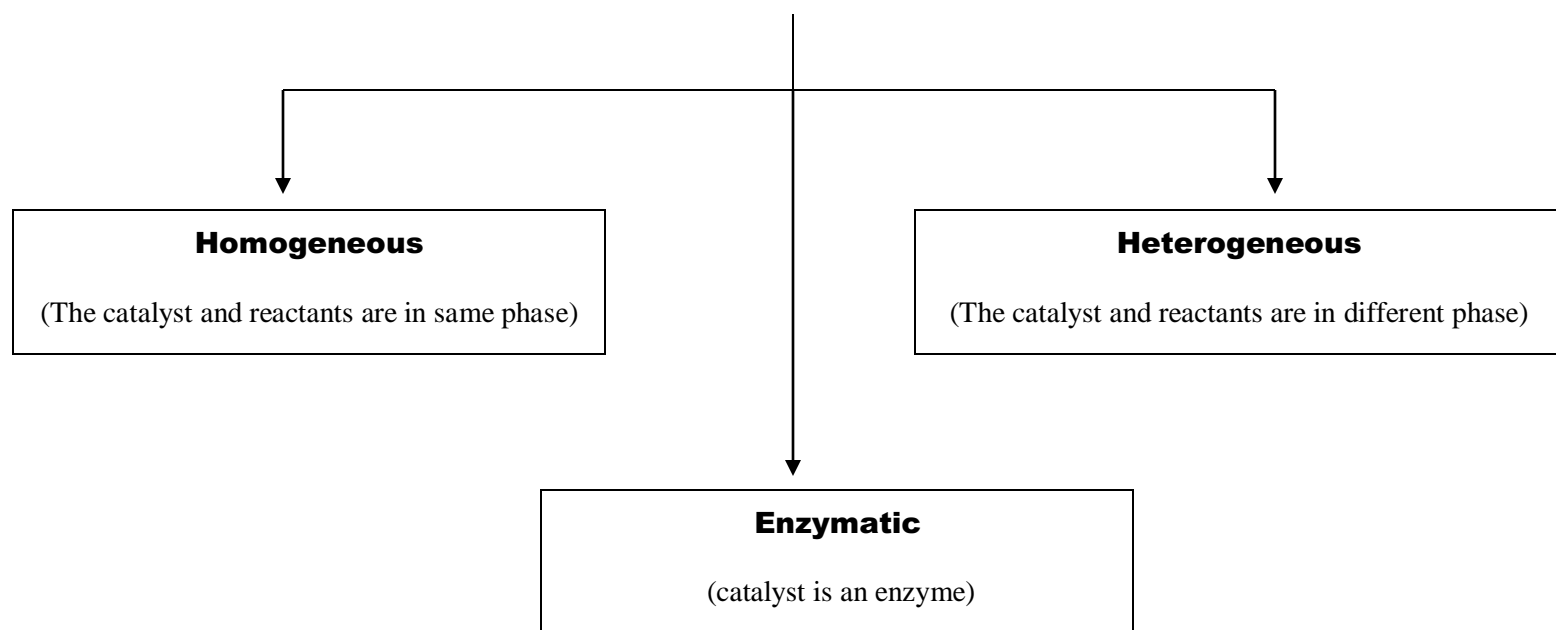 Homogeneous
(The catalyst and reactants are in same phase)
Heterogeneous
(The catalyst and reactants are in different phase)
Enzymatic
(catalyst is an enzyme)